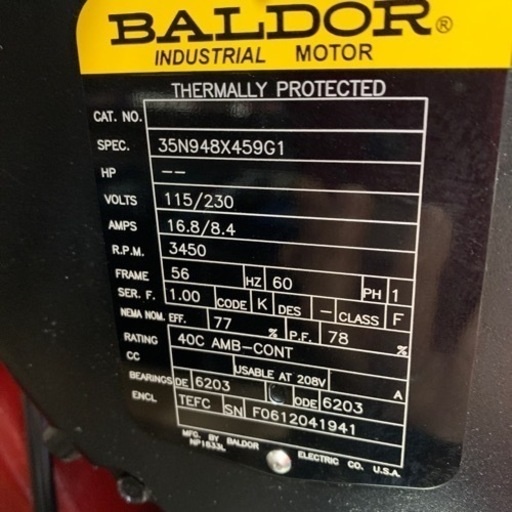 BALDOR®
INDUSTRIAL MOTOR
THERMALLY PROTECTED
CAT. NO.
SPEC. 35N948X459G1
HP --
VOLTS 115/230
AMPS 16.8/8.4
R.P.M. 3450
FRAME 56 HZ 60 PH 1
SER. F. 1.00 CODE K DES - CLASS F
NEMA NOM. EFF. 77 % P.F. 78 %
RATING 40C AMB-CONT
CC USABLE AT 208V A
BEARINGS DE 6203 ODE 6203
ENCL TEFC SN F0612041941
MFG. BY BALDOR ELECTRIC CO. U.S.A.
NP1633L